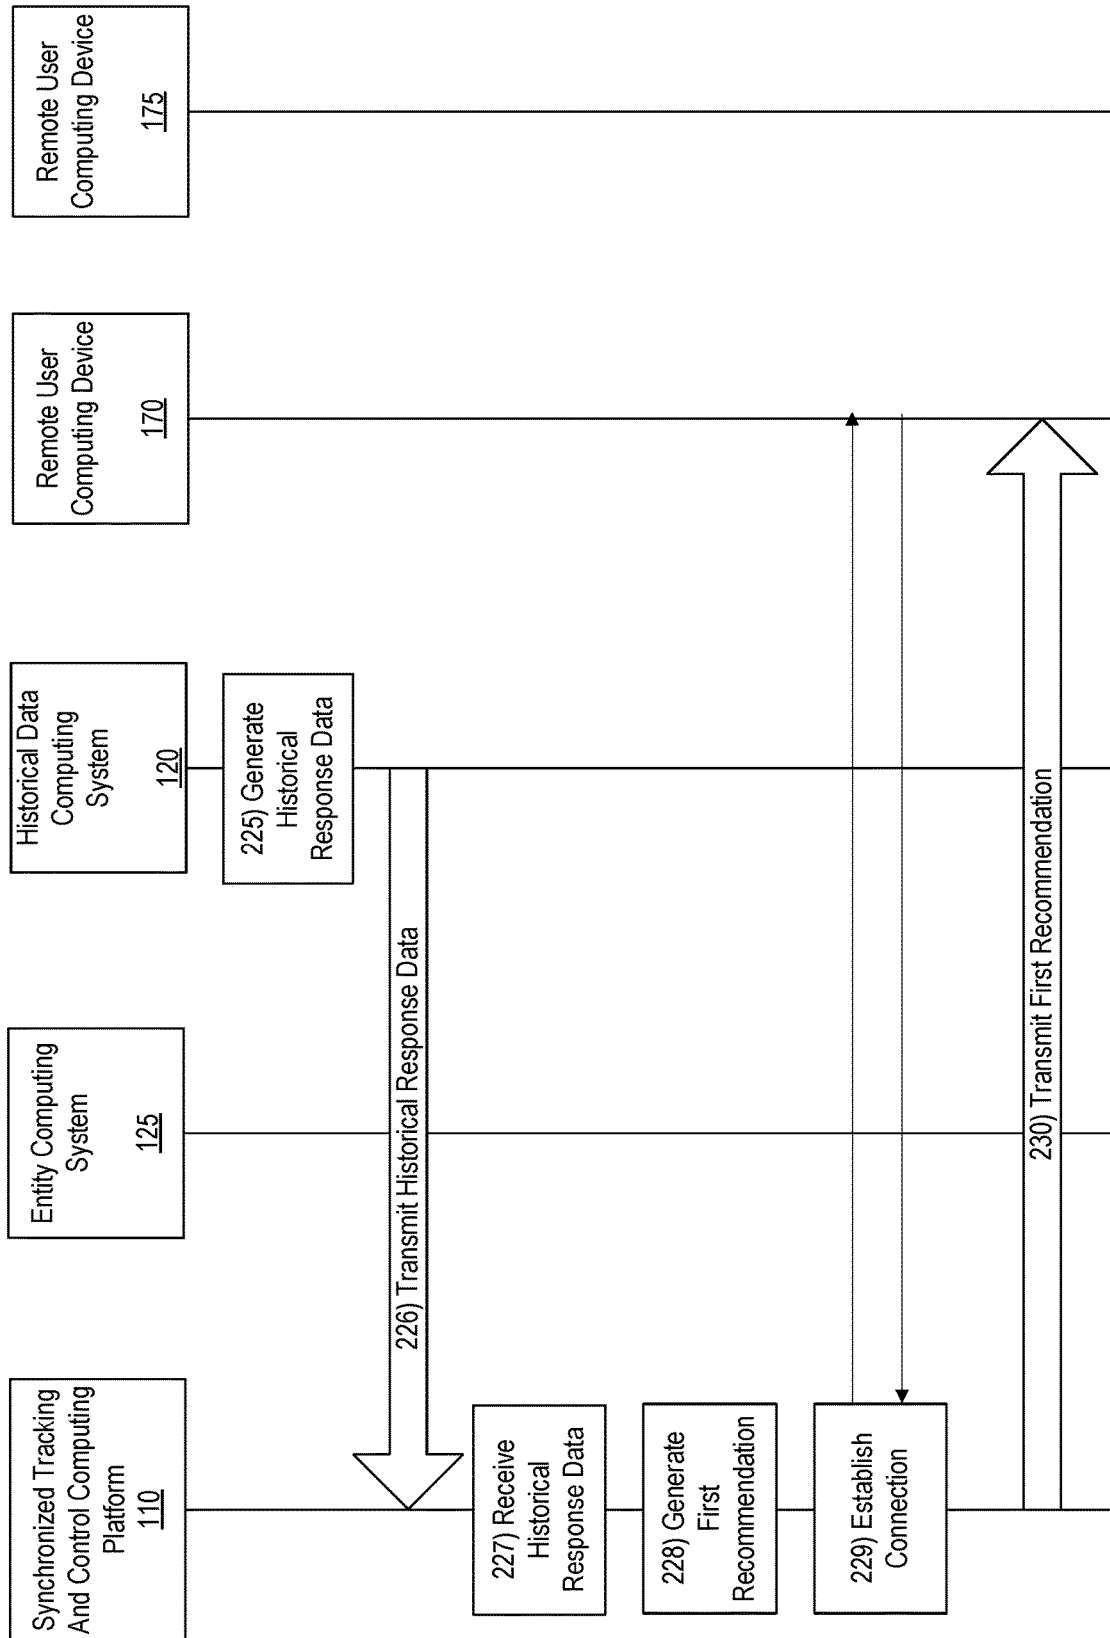 Synchronized Tracking
And Control Computing
Platform
110
Entity Computing
System
125
Historical Data
Computing
System
120
Remote User
Computing Device
170
Remote User
Computing Device
175
225) Generate
Historical
Response Data
226) Transmit Historical Response Data
227) Receive
Historical
Response Data
228) Generate
First
Recommendation
229) Establish
Connection
230) Transmit First Recommendation